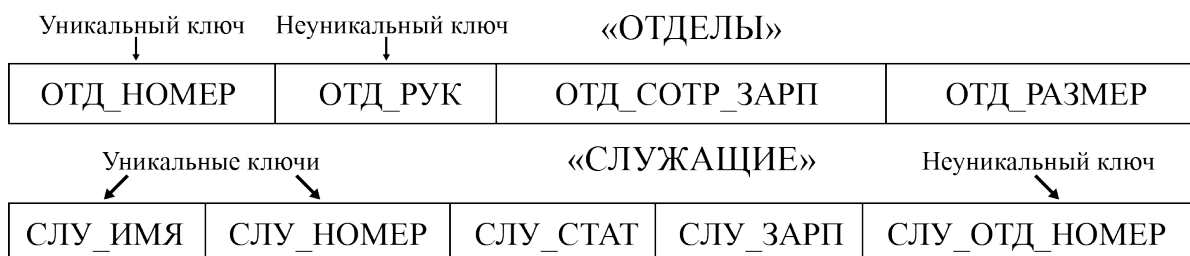 Уникальный ключ Неуникальный ключ «ОТДЕЛЫ»
ОТД_НОМЕР ОТД_РУК ОТД_СОТР_ЗАРП ОТД_РАЗМЕР
Уникальные ключи «СЛУЖАЩИЕ» Неуникальный ключ
СЛУ_ИМЯ СЛУ_НОМЕР СЛУ_СТАТ СЛУ_ЗАРП СЛУ_ОТД_НОМЕР